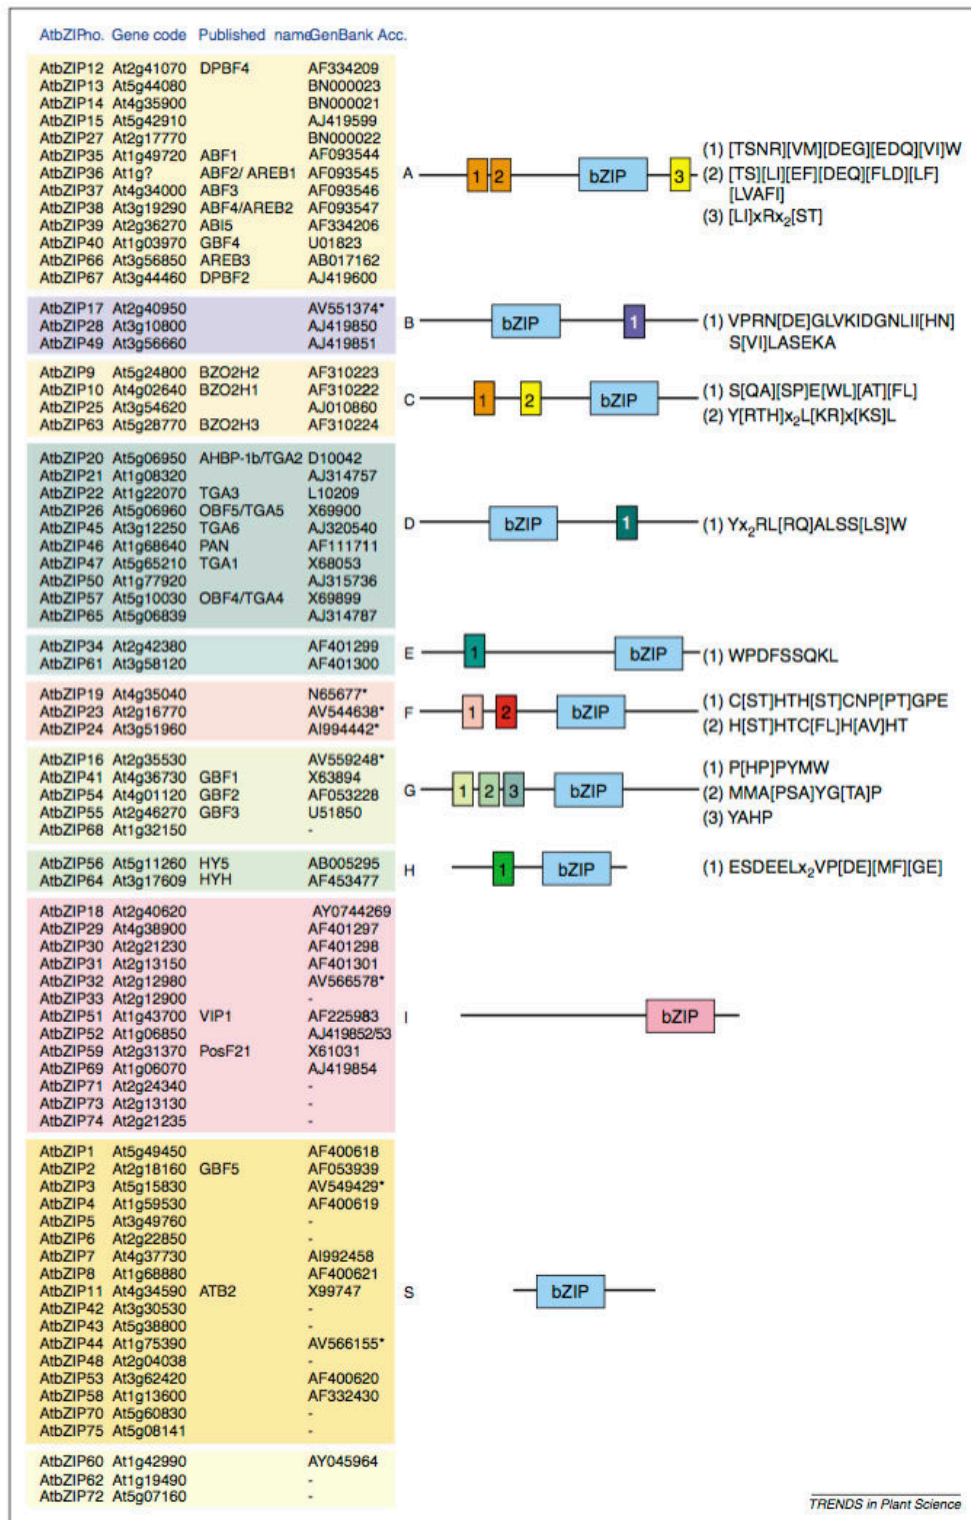 AtbZIPno. Gene code Published nameGenBank Acc.
AtbZIP12 At2g41070 DPBF4 AF334209
AtbZIP13 At5g44080 BN000023
AtbZIP14 At4g35900 BN000021
AtbZIP15 At5g42910 AJ419599
AtbZIP27 At2g17770 BN000022
AtbZIP35 At1g49720 ABF1 AF093544
AtbZIP36 At1g? ABF2/ AREB1 AF093545
AtbZIP37 At4g34000 ABF3 AF093546
AtbZIP38 At3g19290 ABF4/AREB2 AF093547
AtbZIP39 At2g36270 ABI5 AF334206
AtbZIP40 At1g03970 GBF4 U01823
AtbZIP66 At3g56850 AREB3 AB017162
AtbZIP67 At3g44460 DPBF2 AJ419600
A 1 2 bZIP 3
(1) [TSNR][VM][DEG][EDQ][VI]W
(2) [TS][LI][EF][DEQ][FLD][LF]
[LVAFI]
(3) [LI]xRx2[ST]
AtbZIP17 At2g40950 AV551374*
AtbZIP28 At3g10800 AJ419850
AtbZIP49 At3g56660 AJ419851
B bZIP 1
(1) VPRN[DE]GLVKIDGNLII[HN]
S[VI]LASEKA
AtbZIP9 At5g24800 BZO2H2 AF310223
AtbZIP10 At4g02640 BZO2H1 AF310222
AtbZIP25 At3g54620 AJ010860
AtbZIP63 At5g28770 BZO2H3 AF310224
C 1 2 bZIP
(1) S[QA][SP]E[WL][AT][FL]
(2) Y[RTH]x2L[KR]x[KS]L
AtbZIP20 At5g06950 AHBP-1b/TGA2 D10042
AtbZIP21 At1g08320 AJ314757
AtbZIP22 At1g22070 TGA3 L10209
AtbZIP26 At5g06960 OBF5/TGA5 X69900
AtbZIP45 At3g12250 TGA6 AJ320540
AtbZIP46 At1g68640 PAN AF111711
AtbZIP47 At5g65210 TGA1 X68053
AtbZIP50 At1g77920 AJ315736
AtbZIP57 At5g10030 OBF4/TGA4 X69899
AtbZIP65 At5g06839 AJ314787
D bZIP 1
(1) Yx2RL[RQ]ALSS[LS]W
AtbZIP34 At2g42380 AF401299
AtbZIP61 At3g58120 AF401300
E 1 bZIP
(1) WPDFSSQKL
AtbZIP19 At4g35040 N65677*
AtbZIP23 At2g16770 AV544638*
AtbZIP24 At3g51960 AI994442*
F 1 2 bZIP
(1) C[ST]HTH[ST]CNP[PT]GPE
(2) H[ST]HTC[FL]H[AV]HT
AtbZIP16 At2g35530 AV559248*
AtbZIP41 At4g36730 GBF1 X63894
AtbZIP54 At4g01120 GBF2 AF053228
AtbZIP55 At2g46270 GBF3 U51850
AtbZIP68 At1g32150 -
G 1 2 3 bZIP
(1) P[HP]PYMW
(2) MMA[PSA]YG[TA]P
(3) YAHP
AtbZIP56 At5g11260 HY5 AB005295
AtbZIP64 At3g17609 HYH AF453477
H 1 bZIP
(1) ESDEELx2VP[DE][MF][GE]
AtbZIP18 At2g40620 AY0744269
AtbZIP29 At4g38900 AF401297
AtbZIP30 At2g21230 AF401298
AtbZIP31 At2g13150 AF401301
AtbZIP32 At2g12980 AV566578*
AtbZIP33 At2g12900 -
AtbZIP51 At1g43700 VIP1 AF225983
AtbZIP52 At1g06850 AJ419852/53
AtbZIP59 At2g31370 PosF21 X61031
AtbZIP69 At1g06070 AJ419854
AtbZIP71 At2g24340 -
AtbZIP73 At2g13130 -
AtbZIP74 At2g21235 -
I bZIP
AtbZIP1 At5g49450 AF400618
AtbZIP2 At2g18160 GBF5 AF053939
AtbZIP3 At5g15830 AV549429*
AtbZIP4 At1g59530 AF400619
AtbZIP5 At3g49760 -
AtbZIP6 At2g22850 -
AtbZIP7 At4g37730 AI992458
AtbZIP8 At1g68880 AF400621
AtbZIP11 At4g34590 ATB2 X99747
AtbZIP42 At3g30530 -
AtbZIP43 At5g38800 -
AtbZIP44 At1g75390 AV566155*
AtbZIP48 At2g04038 -
AtbZIP53 At3g62420 AF400620
AtbZIP58 At1g13600 AF332430
AtbZIP70 At5g60830 -
AtbZIP75 At5g08141 -
S bZIP
AtbZIP60 At1g42990 AY045964
AtbZIP62 At1g19490 -
AtbZIP72 At5g07160 -
TRENDS in Plant Science